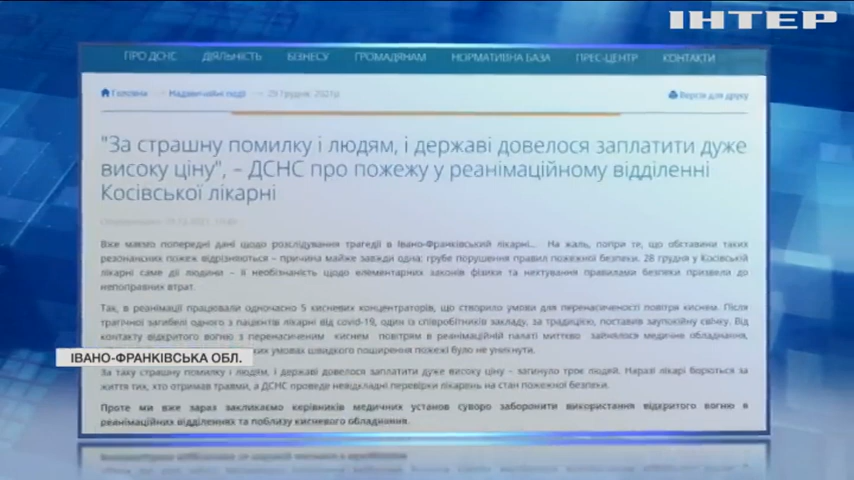 ІНТЕР
ПРО ДСНС ДІЯЛЬНІСТЬ БІЗНЕСУ ГРОМАДЯНАМ НОРМАТИВНА БАЗА ПРЕС-ЦЕНТР КОНТАКТИ
Головна Надзвичайні події 29 грудня, 2021р Версія для друку
"За страшну помилку і людям, і державі довелося заплатити дуже
високу ціну", – ДСНС про пожежу у реанімаційному відділенні
Косівської лікарні
Вже маємо попередні дані щодо розслідування трагедії в Івано-Франківській лікарні... На жаль, попри те, що обставини таких
резонансних пожеж відрізняються – причина майже завжди одна: грубе порушення правил пожежної безпеки. 28 грудня у Косівській
лікарні саме дії людини – її необізнаність щодо елементарних законів фізики та нехтування правилами безпеки призвели до
непоправних втрат.
Так, в реанімації працювали одночасно 5 кисневих концентраторів, що створило умови для перенасиченості повітря киснем. Після
трагічної загибелі одного з пацієнтів лікарні від covid-19, один із співробітників закладу, за традицією, поставив заупокійну свічку. Від
контакту відкритого вогню з перенасиченим киснем повітрям в реанімаційній палаті миттєво зайнялося медичне обладнання,
умовах швидкого поширення пожежі було не уникнути.
ІВАНО-ФРАНКІВСЬКА ОБЛ.
За таку страшну помилку і людям, і державі довелося заплатити дуже високу ціну – загинуло троє людей. Наразі лікарі борються за
життя тих, хто отримав травми, а ДСНС проведе невідкладні перевірки лікарень на стан пожежної безпеки.
Проте ми вже зараз закликаємо керівників медичних установ суворо заборонити використання відкритого вогню в
реанімаційних відділеннях та поблизу кисневого обладнання.